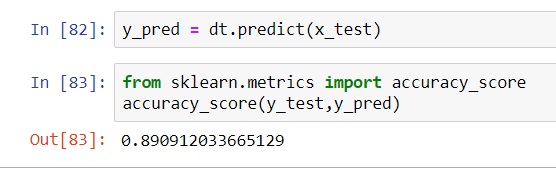 In [82]: y_pred = dt.predict(x_test)
In [83]: from sklearn.metrics import accuracy_score
accuracy_score(y_test,y_pred)
Out[83]: 0.890912033665129